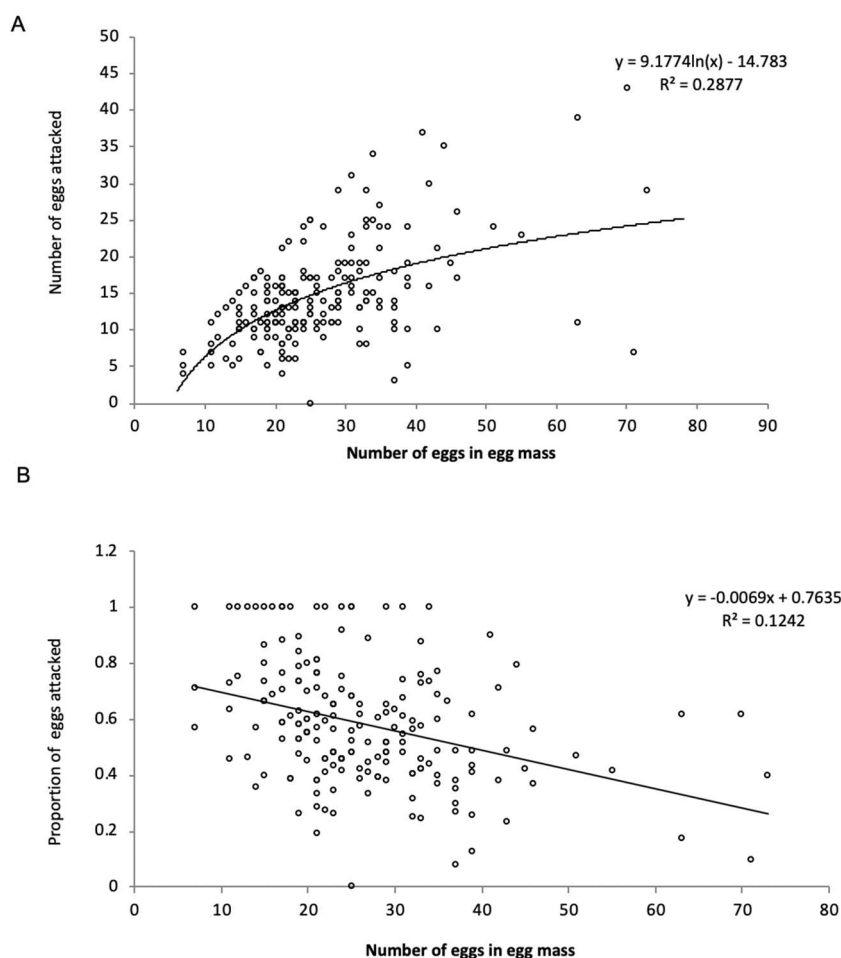 A
50
45
40
35
30
25
20
15
10
5
0
Number of eggs attacked
y = 9.1774ln(x) - 14.783
R² = 0.2877
0 10 20 30 40 50 60 70 80 90
Number of eggs in egg mass
B
1.2
1
0.8
0.6
0.4
0.2
0
Proportion of eggs attacked
y = -0.0069x + 0.7635
R² = 0.1242
0 10 20 30 40 50 60 70 80
Number of eggs in egg mass